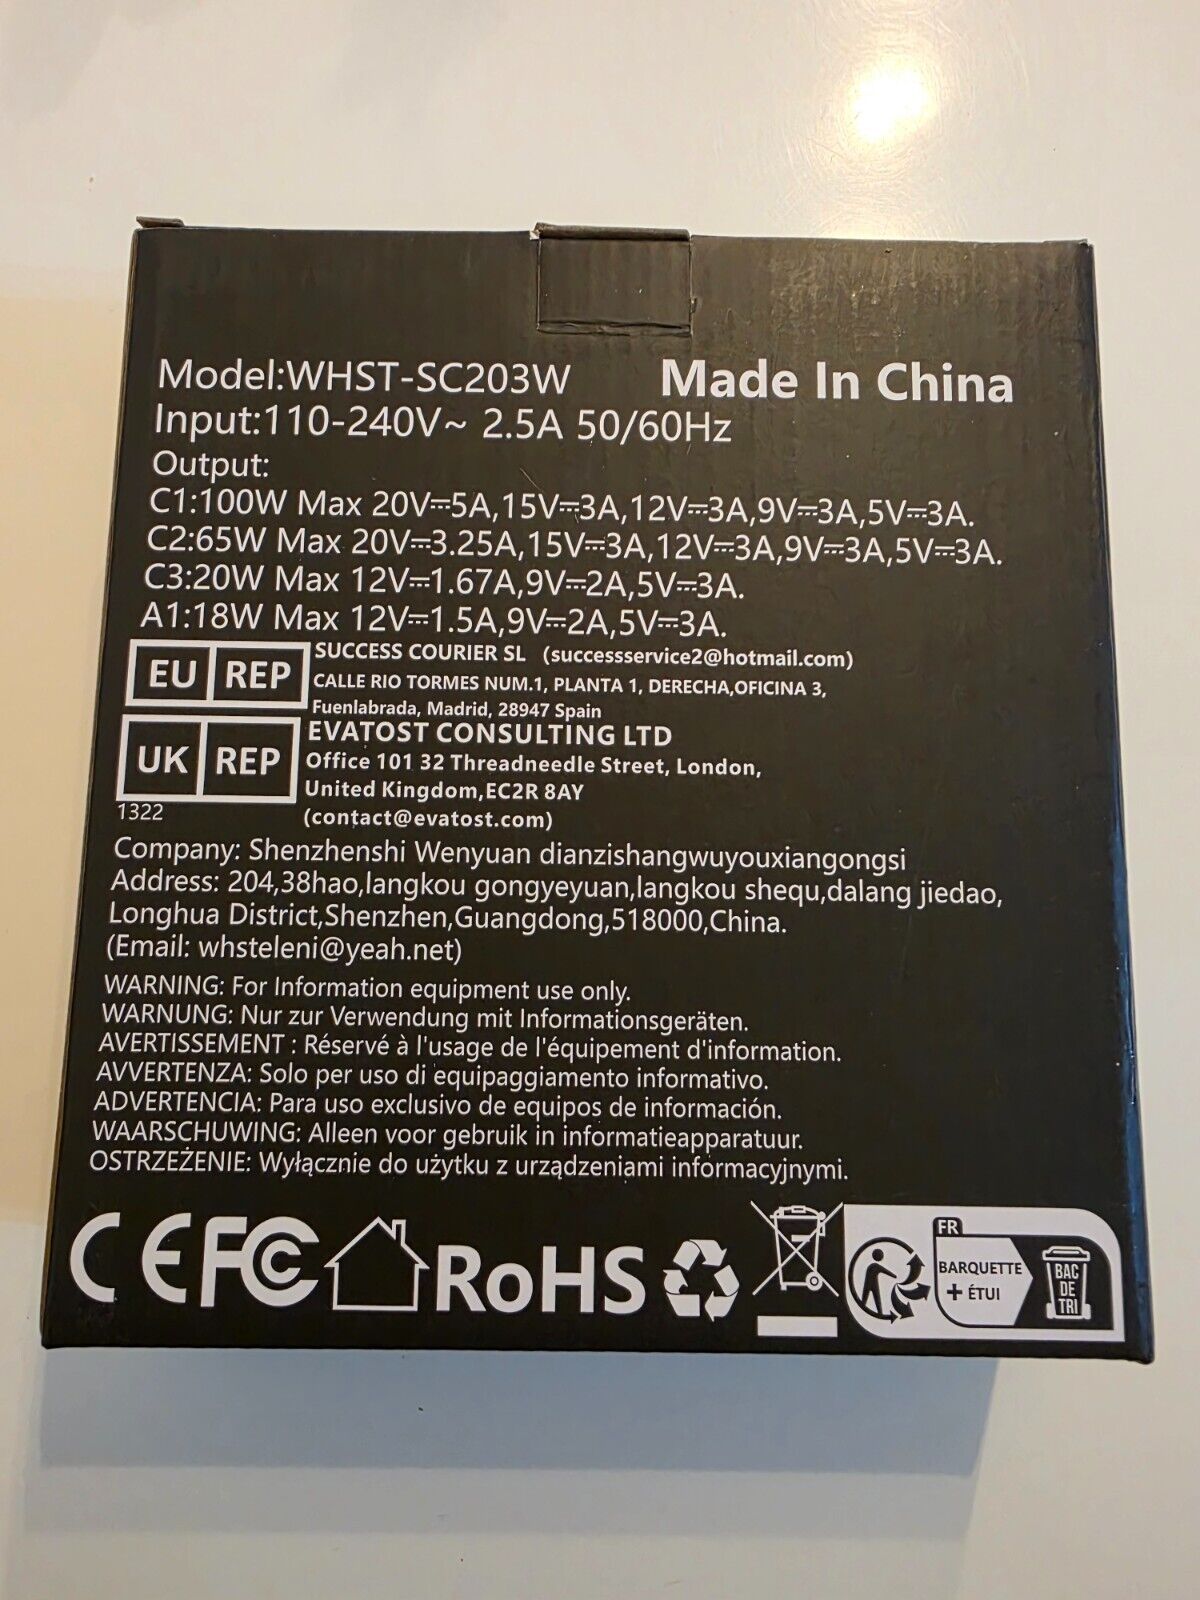 Model:WHST-SC203W
Made In China
Input:110-240V~ 2.5A 50/60Hz
Output:
C1:100W Max 20V⎓5A,15V⎓3A,12V⎓3A,9V⎓3A,5V⎓3A.
C2:65W Max 20V⎓3.25A,15V⎓3A,12V⎓3A,9V⎓3A,5V⎓3A.
C3:20W Max 12V⎓1.67A,9V⎓2A,5V⎓3A.
A1:18W Max 12V⎓1.5A,9V⎓2A,5V⎓3A.
EU REP
SUCCESS COURIER SL (successservice2@hotmail.com)
CALLE RIO TORMES NUM.1, PLANTA 1, DERECHA,OFICINA 3,
Fuenlabrada, Madrid, 28947 Spain
UK REP
EVATOST CONSULTING LTD
Office 101 32 Threadneedle Street, London,
United Kingdom,EC2R 8AY
(contact@evatost.com)
1322
Company: Shenzhenshi Wenyuan dianzishangwuyouxiangongsi
Address: 204,38hao,langkou gongyeyuan,langkou shequ,dalang jiedao,
Longhua District,Shenzhen,Guangdong,518000,China.
(Email: whsteleni@yeah.net)
WARNING: For Information equipment use only.
WARNUNG: Nur zur Verwendung mit Informationsgeräten.
AVERTISSEMENT : Réservé à l'usage de l'équipement d'information.
AVVERTENZA: Solo per uso di equipaggiamento informativo.
ADVERTENCIA: Para uso exclusivo de equipos de información.
WAARSCHUWING: Alleen voor gebruik in informatieapparatuur.
OSTRZEŻENIE: Wyłącznie do użytku z urządzeniami informacyjnymi.
CE FC RoHS
FR
BARQUETTE
+ ÉTUI
BAC
DE
TRI